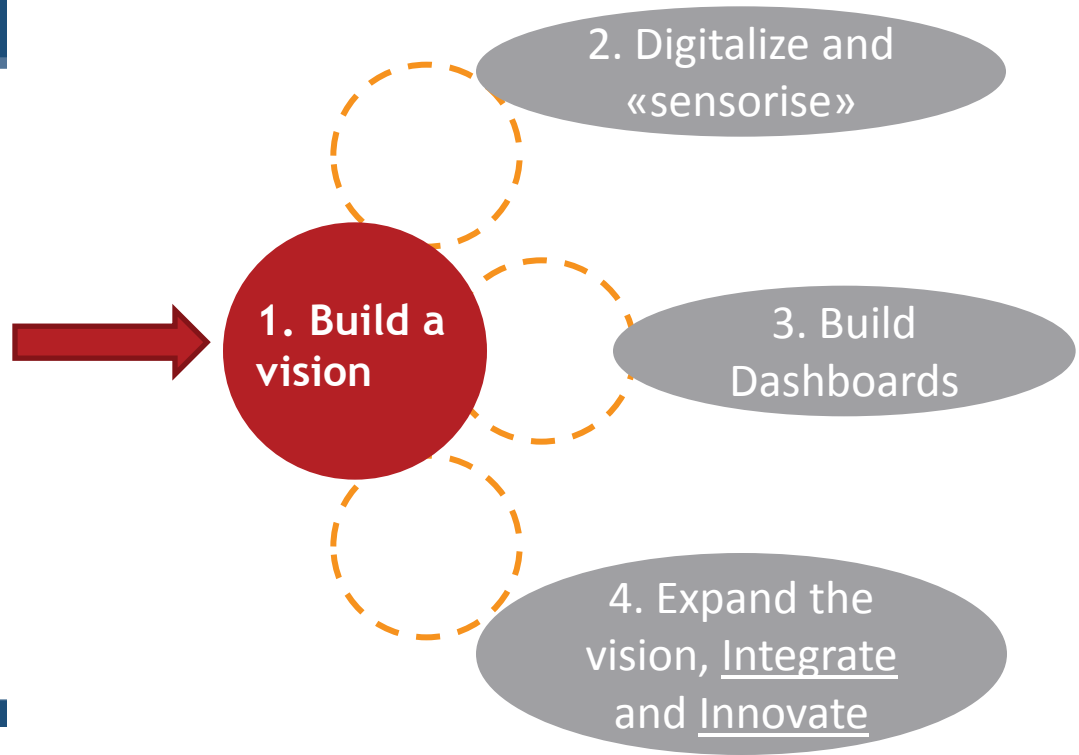 2. Digitalize and
«sensorise»
1. Build a
vision
3. Build
Dashboards
4. Expand the
vision, Integrate
and Innovate